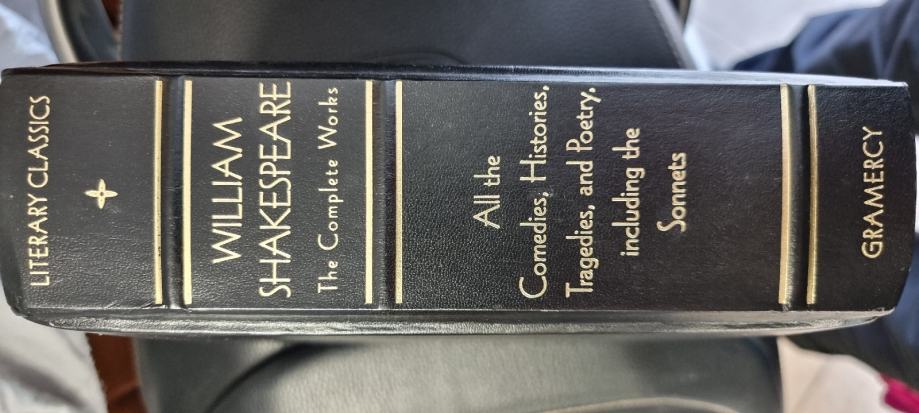 LITERARY CLASSICS
WILLIAM
SHAKESPEARE
The Complete Works
All the
Comedies, Histories,
Tragedies, and Poetry,
including the
Sonnets
GRAMERCY